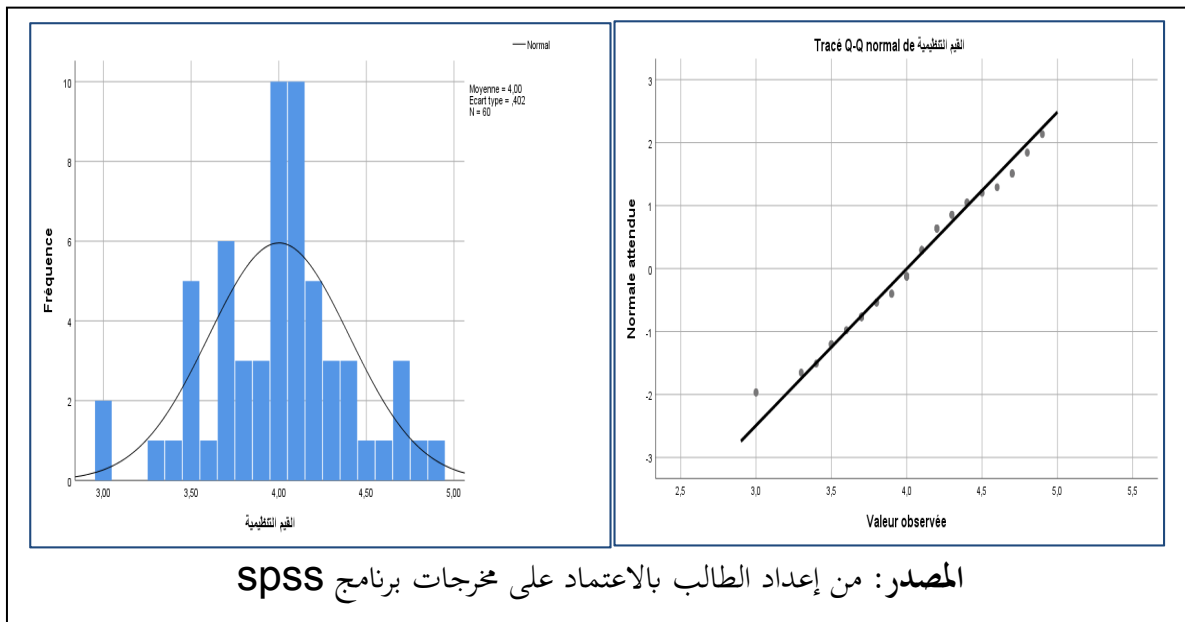 Normal
Moyenne = 4,00
Ecart type = ,402
N = 60
10
8
6
4
2
0
Fréquence
3,00 3,50 4,00 4,50 5,00
القيم التنظيمية
Tracé Q-Q normal de القيم التنظيمية
3
2
1
0
-1
-2
-3
Normale attendue
2,5 3,0 3,5 4,0 4,5 5,0 5,5
Valeur observée
المصدر: من إعداد الطالب بالاعتماد على مخرجات برنامج spss